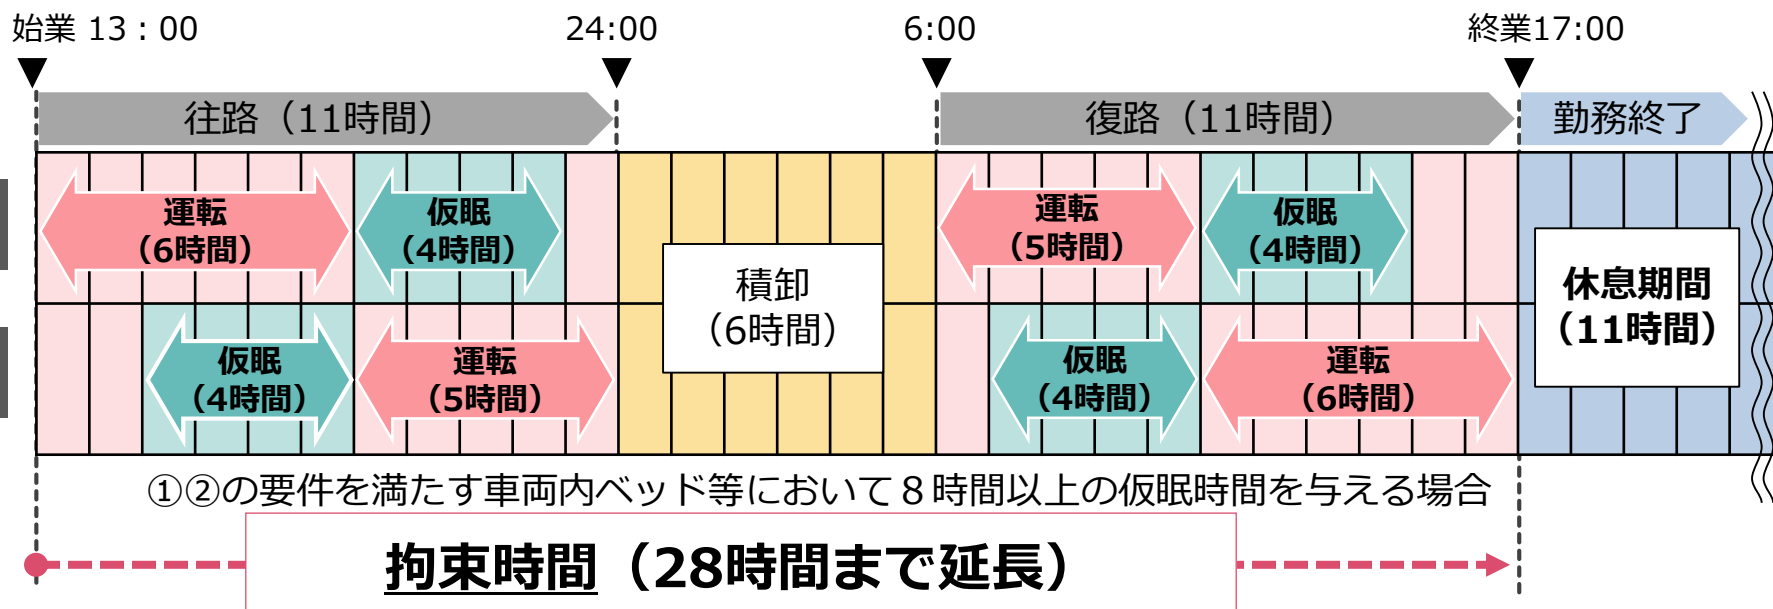 始業 13：00
24:00
6:00
終業17:00
往路（11時間）
復路（11時間）
勤務終了
運転
（6時間）
仮眠
（4時間）
運転
（5時間）
仮眠
（4時間）
仮眠
（4時間）
運転
（5時間）
積卸
（6時間）
仮眠
（4時間）
運転
（6時間）
休息期間
（11時間）
①②の要件を満たす車両内ベッド等において８時間以上の仮眠時間を与える場合
拘束時間（28時間まで延長）